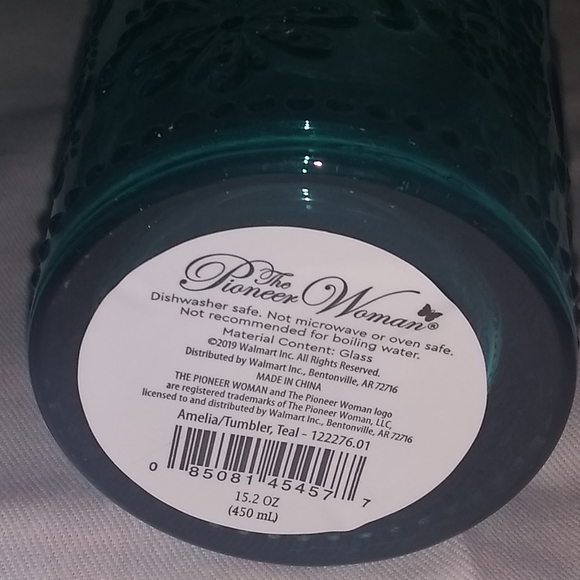 The Pioneer Woman®
Dishwasher safe. Not microwave or oven safe.
Not recommended for boiling water.
Material Content: Glass
©2019 Walmart Inc. All Rights Reserved.
Distributed by Walmart Inc., Bentonville, AR 72716
MADE IN CHINA
THE PIONEER WOMAN and The Pioneer Woman logo
are registered trademarks of The Pioneer Woman, LLC,
licensed to and distributed by Walmart Inc., Bentonville, AR 72716
Amelia/Tumbler, Teal - 122276.01
0 85081 45457 7
15.2 OZ
(450 mL)